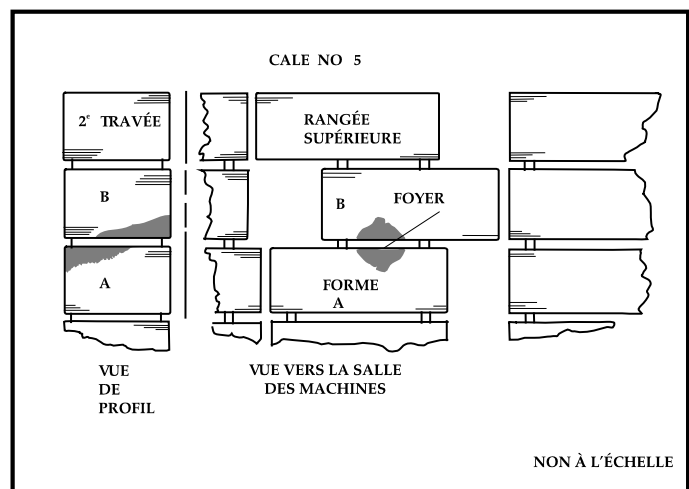 CALE NO 5
2e TRAVÉE
RANGÉE
SUPÉRIEURE
B
B
FOYER
A
FORME
A
VUE
DE
PROFIL
VUE VERS LA SALLE
DES MACHINES
NON À L'ÉCHELLE